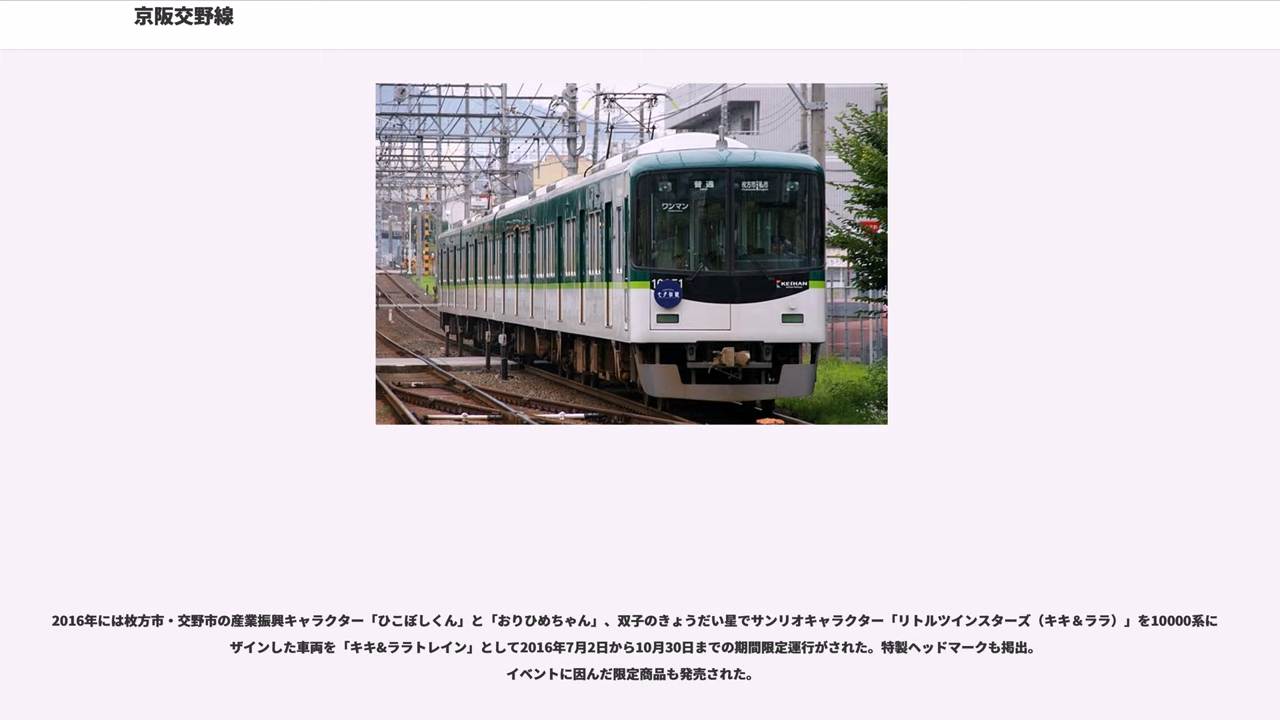 京阪交野線
普通
枚方市⇔私市
ワンマン
KEIHAN
2016年には枚方市・交野市の産業振興キャラクター「ひこぼしくん」と「おりひめちゃん」、双子のきょうだい星でサンリオキャラクター「リトルツインスターズ（キキ＆ララ）」を10000系に
ザインした車両を「キキ&ララトレイン」として2016年7月2日から10月30日までの期間限定運行がされた。特製ヘッドマークも掲出。
イベントに因んだ限定商品も発売された。